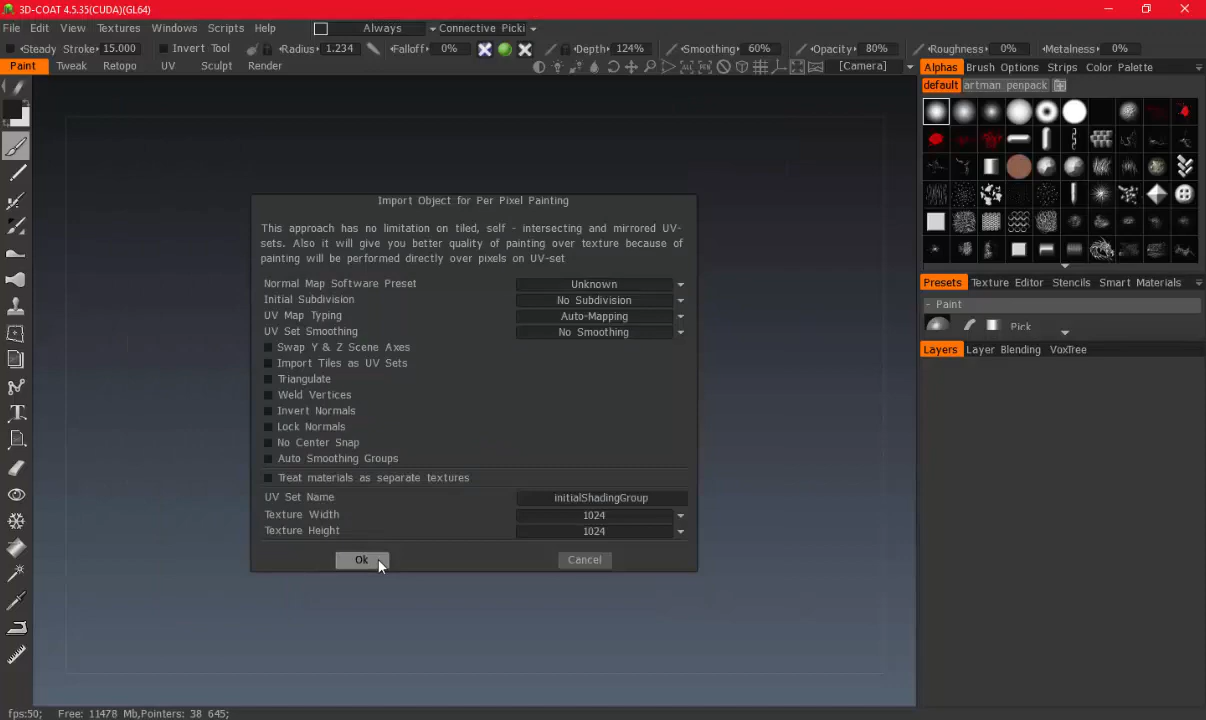 3D-COAT 4.5.35(CUDA)(GL64)
File Edit Textures Windows Scripts Help Always Connective Picki
Steady Stroke 15.000 Invert Tool Radius 1.234 Falloff 0% Depth 124% Smoothing 60% Opacity 80% Roughness 0% Metalness 0%
Paint Tweak Retopo UV Sculpt Render [Camera]
Alphas Brush Options Strips Color Palette
default artman penpack
Import Object for Per Pixel Painting
This approach has no limitation on tiled, self - intersecting and mirrored UV-
sets. Also it will give you better quality of painting over texture because of
painting will be performed directly over pixels on UV-set
Normal Map Software Preset Unknown
Initial Subdivision No Subdivision
UV Map Typing Auto-Mapping
UV Set Smoothing No Smoothing
Swap Y & Z Scene Axes
Import Tiles as UV Sets
Triangulate
Weld Vertices
Invert Normals
Lock Normals
No Center Snap
Auto Smoothing Groups
Treat materials as separate textures
UV Set Name initialShadingGroup
Texture Width 1024
Texture Height 1024
Ok Cancel
Presets Texture Editor Stencils Smart Materials
- Paint
Pick
Layers Layer Blending VoxTree
fps:50; Free: 11478 Mb,Pointers: 38 645;